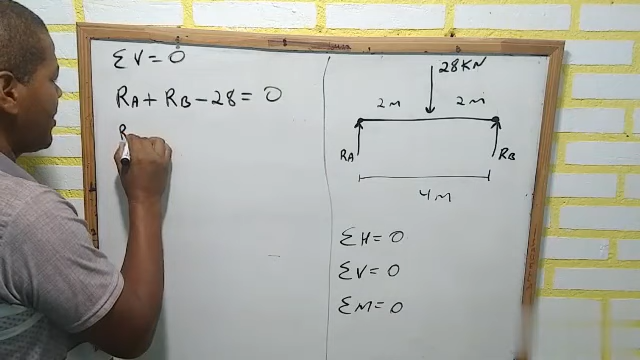 ΣV = 0
RA + RB - 28 = 0
R
28KN
2M 2M
RA RB
4M
ΣH = 0
ΣV = 0
ΣM = 0